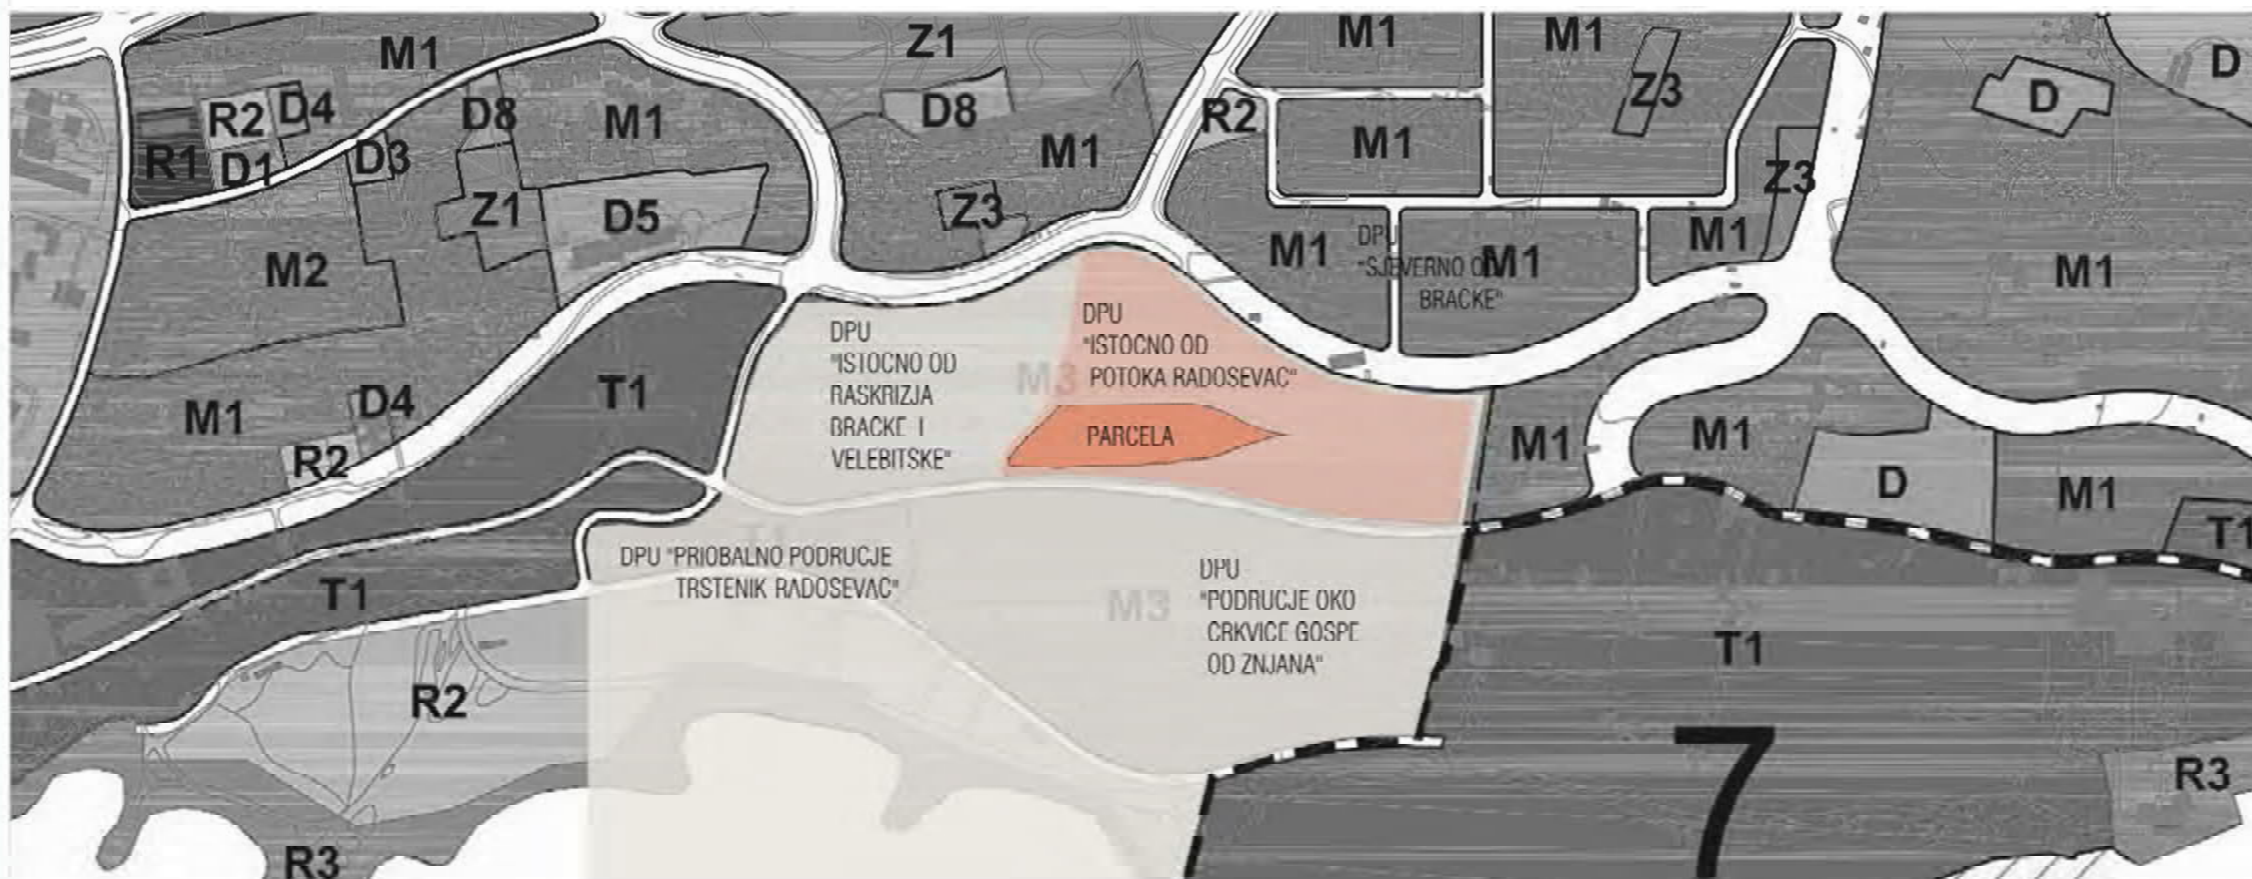 M1
Z1
M1
M1
D
Z3
D
R2
D4
D8
M1
D8
M1
R2
M1
R1
D1
D3
Z3
Z1
D5
Z3
M1
DPU
"SJEVERNO OD
BRACKE"
M1
M1
M1
M2
DPU
"ISTOCNO OD
RASKRIZJA
BRACKE I
VELEBITSKE"
M3
DPU
"ISTOCNO OD
POTOKA RADOSEVAC"
PARCELA
M1
D4
R2
T1
M1
M1
D
M1
T1
T1
DPU "PRIOBALNO PODRUCJE
TRSTENIK RADOSEVAC"
T1
M3
DPU
"PODRUCJE OKO
CRKVICE GOSPE
OD ZNJANA"
T1
R2
7
R3
R3